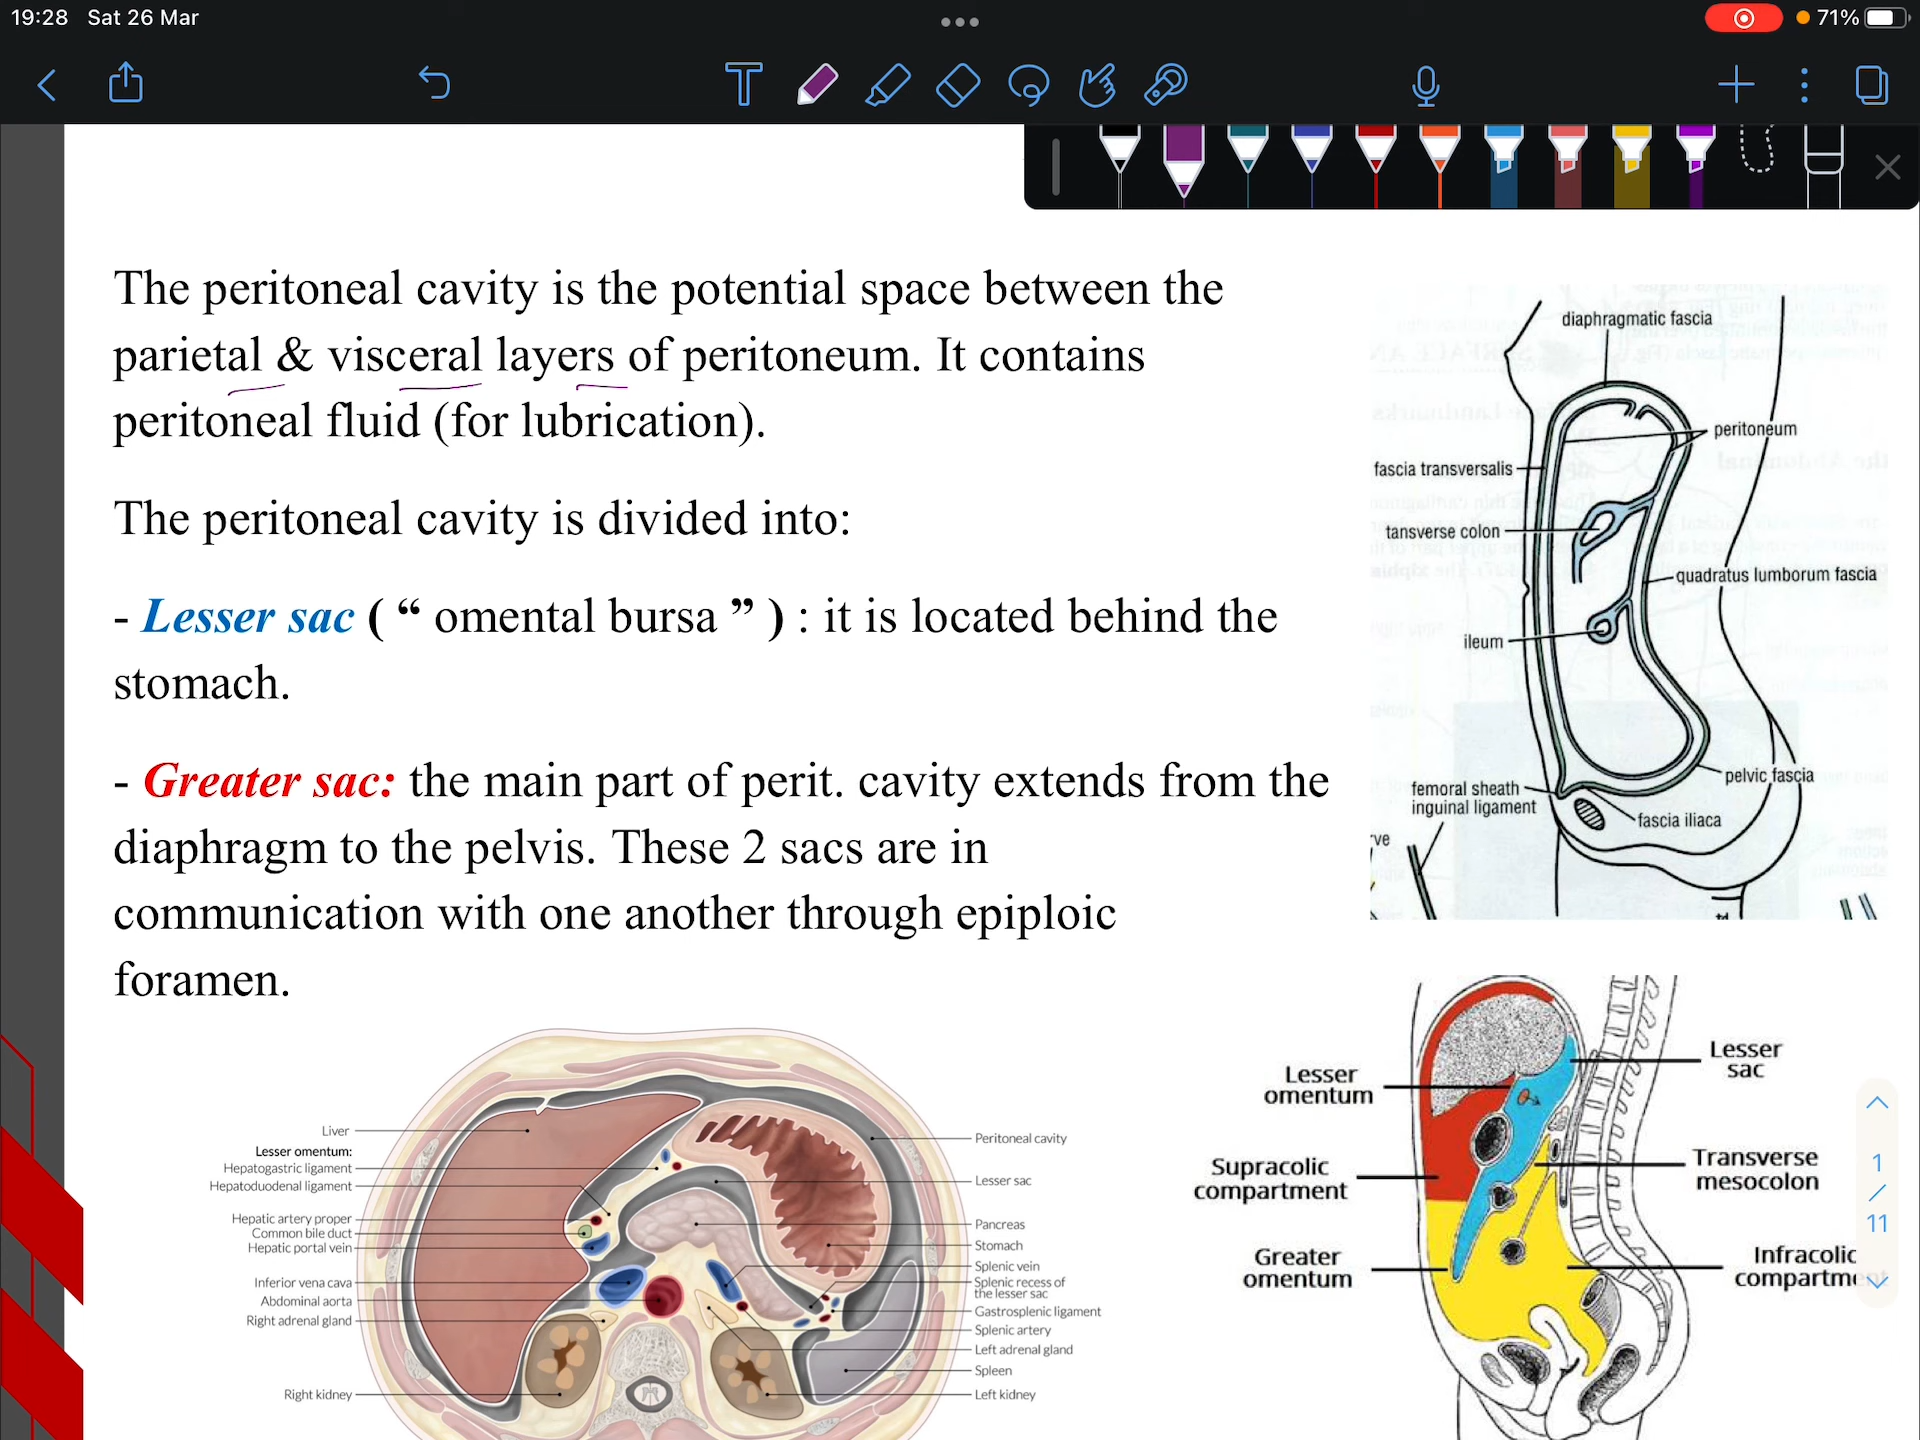 19:28 Sat 26 Mar
71%
The peritoneal cavity is the potential space between the
parietal & visceral layers of peritoneum. It contains
peritoneal fluid (for lubrication).
The peritoneal cavity is divided into:
- Lesser sac ( “ omental bursa ” ) : it is located behind the
stomach.
- Greater sac: the main part of perit. cavity extends from the
diaphragm to the pelvis. These 2 sacs are in
communication with one another through epiploic
foramen.
diaphragmatic fascia
peritoneum
fascia transversalis
tansverse colon
quadratus lumborum fascia
ileum
pelvic fascia
femoral sheath
inguinal ligament
fascia iliaca
rve
Liver
Lesser omentum:
Hepatogastric ligament
Hepatoduodenal ligament
Hepatic artery proper
Common bile duct
Hepatic portal vein
Inferior vena cava
Abdominal aorta
Right adrenal gland
Right kidney
Peritoneal cavity
Lesser sac
Pancreas
Stomach
Splenic vein
Splenic recess of
the lesser sac
Gastrosplenic ligament
Splenic artery
Left adrenal gland
Spleen
Left kidney
Lesser
omentum
Supracolic
compartment
Greater
omentum
Lesser
sac
Transverse
mesocolon
Infracolic
compartme
1
/
11